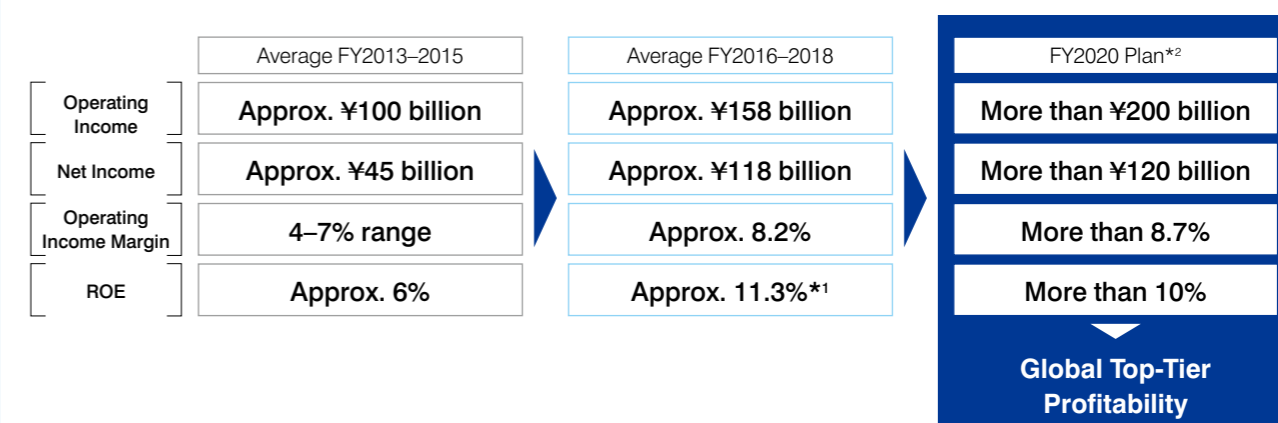 Average FY2013–2015
Average FY2016–2018
FY2020 Plan*2
Operating
Income
Approx. ¥100 billion
Approx. ¥158 billion
More than ¥200 billion
Net Income
Approx. ¥45 billion
Approx. ¥118 billion
More than ¥120 billion
Operating
Income Margin
4–7% range
Approx. 8.2%
More than 8.7%
ROE
Approx. 6%
Approx. 11.3%*1
More than 10%
Global Top-Tier
Profitability